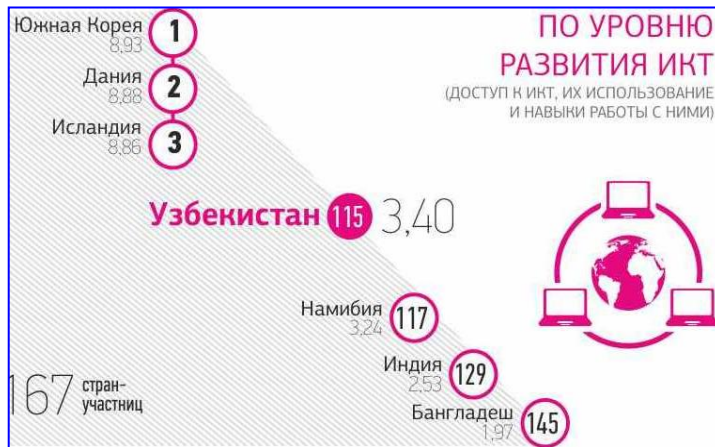 ПО УРОВНЮ
РАЗВИТИЯ ИКТ
(ДОСТУП К ИКТ, ИХ ИСПОЛЬЗОВАНИЕ
И НАВЫКИ РАБОТЫ С НИМИ)
Южная Корея 1
8,93
Дания 2
8,88
Исландия 3
8,86
Узбекистан 115 3,40
Намибия 117
3,24
Индия 129
2,53
Бангладеш 145
1,97
167 стран-
участниц